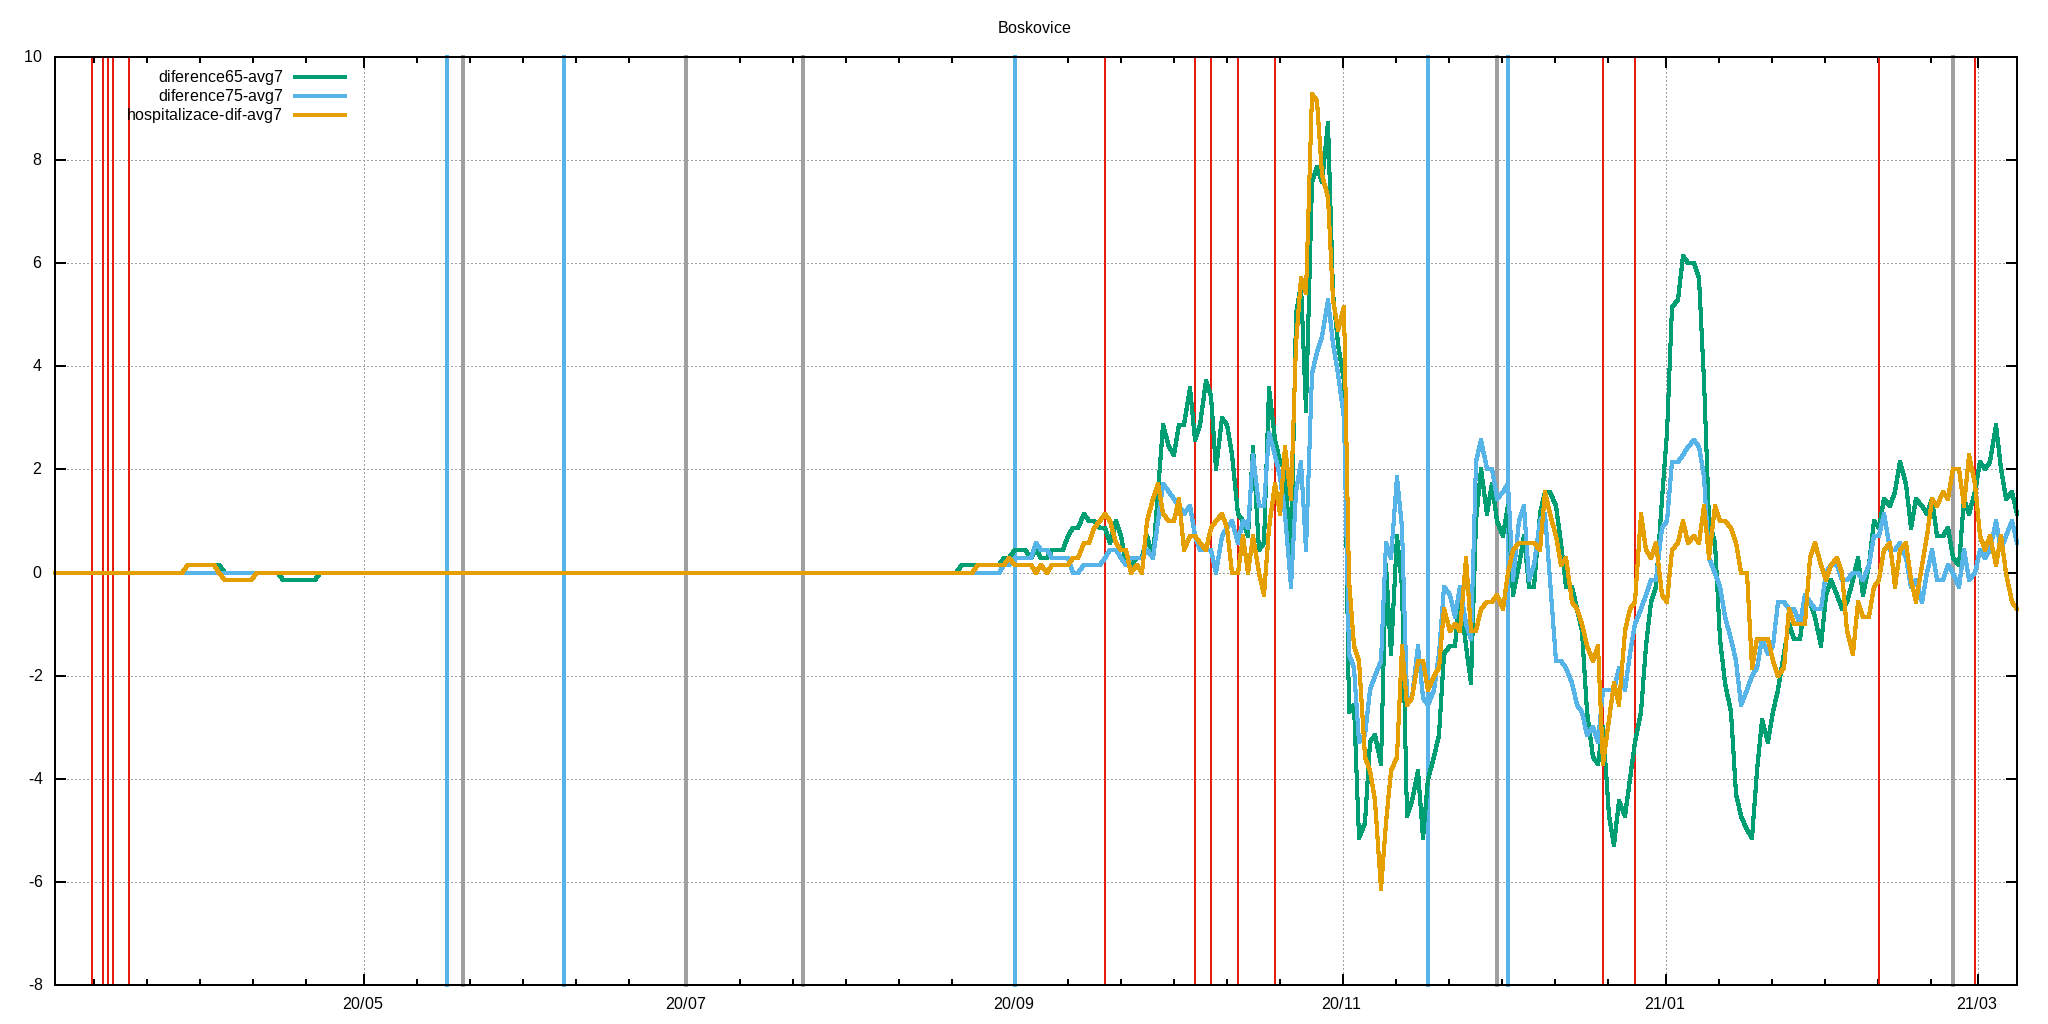 Boskovice
10
8
6
4
2
0
-2
-4
-6
-8
diference65-avg7
diference75-avg7
hospitalizace-dif-avg7
20/05 20/07 20/09 20/11 21/01 21/03